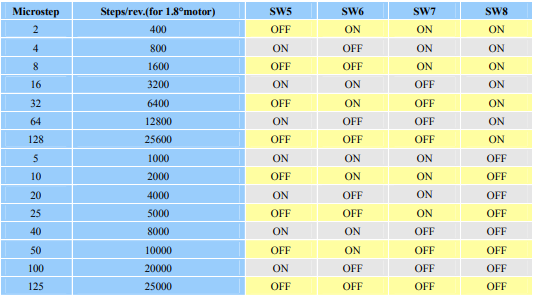 Microstep Steps/rev.(for 1.8°motor) SW5 SW6 SW7 SW8
2 400 OFF ON ON ON
4 800 ON OFF ON ON
8 1600 OFF OFF ON ON
16 3200 ON ON OFF ON
32 6400 OFF ON OFF ON
64 12800 ON OFF OFF ON
128 25600 OFF OFF OFF ON
5 1000 ON ON ON OFF
10 2000 OFF ON ON OFF
20 4000 ON OFF ON OFF
25 5000 OFF OFF ON OFF
40 8000 ON ON OFF OFF
50 10000 OFF ON OFF OFF
100 20000 ON OFF OFF OFF
125 25000 OFF OFF OFF OFF